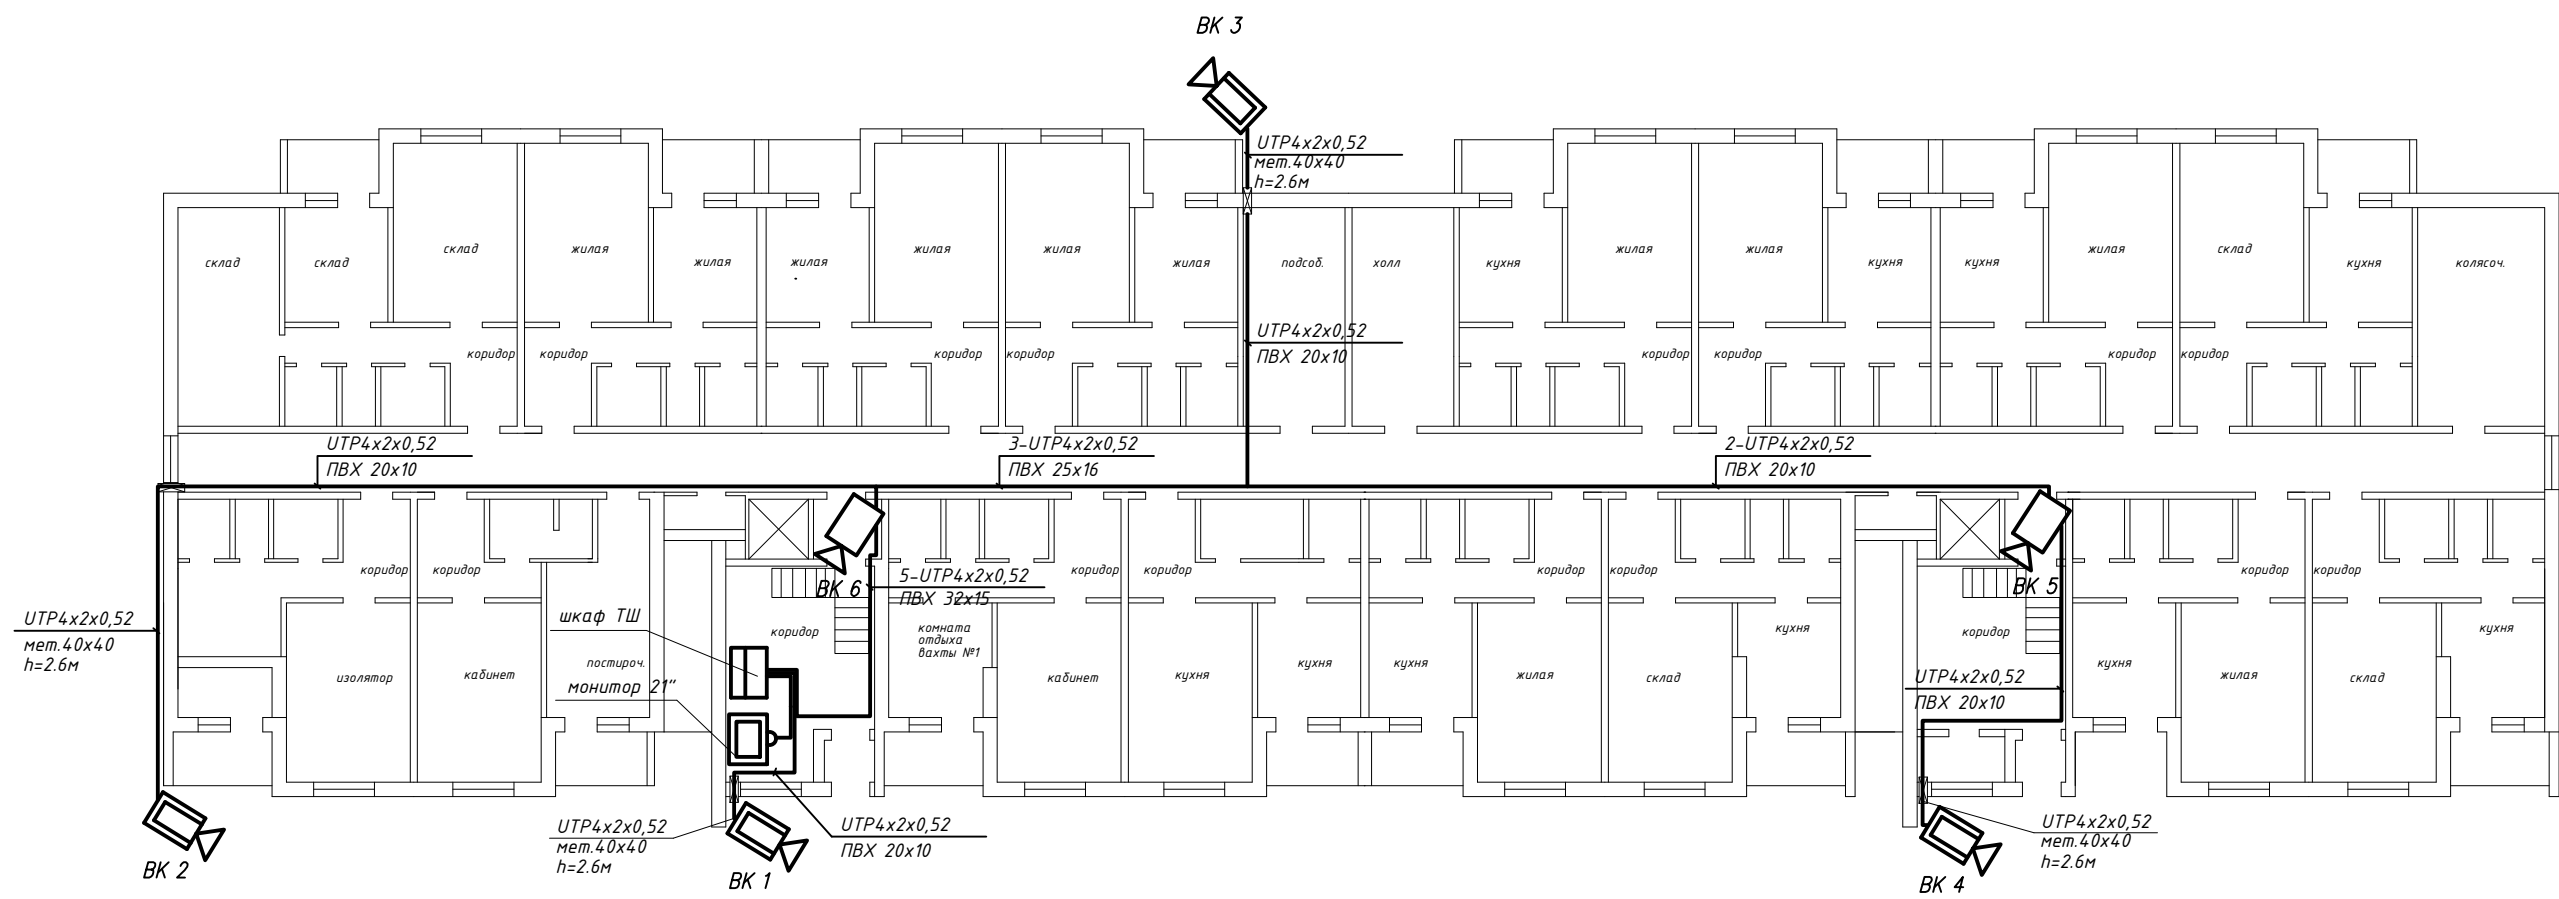 ВК 3
UTP4x2x0,52
мет.40x40
h=2.6м
склад
склад
склад
жилая
жилая
жилая
жилая
жилая
жилая
подсоб.
холл
кухня
жилая
жилая
кухня
кухня
жилая
склад
кухня
колясоч.
UTP4x2x0,52
ПВХ 20x10
коридор
коридор
коридор
коридор
коридор
коридор
коридор
коридор
UTP4x2x0,52
ПВХ 20x10
3-UTP4x2x0,52
ПВХ 25x16
2-UTP4x2x0,52
ПВХ 20x10
коридор
коридор
ВК 6
5-UTP4x2x0,52
ПВХ 32x15
коридор
коридор
коридор
коридор
ВК 5
коридор
коридор
UTP4x2x0,52
мет.40x40
h=2.6м
шкаф ТШ
коридор
комната
отдыха
вахты №1
кухня
коридор
кухня
изолятор
кабинет
постироч.
монитор 21"
кабинет
кухня
кухня
кухня
жилая
склад
UTP4x2x0,52
ПВХ 20x10
кухня
жилая
склад
ВК 2
UTP4x2x0,52
мет.40x40
h=2.6м
ВК 1
UTP4x2x0,52
ПВХ 20x10
ВК 4
UTP4x2x0,52
мет.40x40
h=2.6м